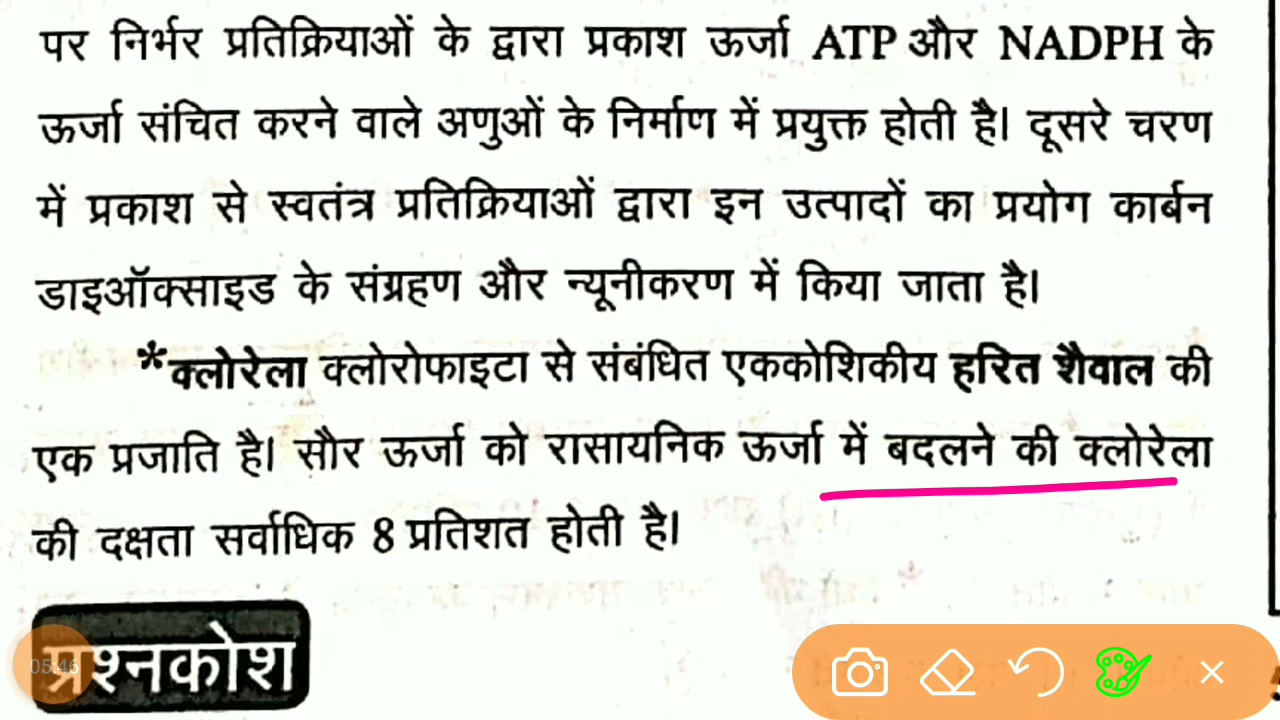 पर निर्भर प्रतिक्रियाओं के द्वारा प्रकाश ऊर्जा ATP और NADPH के
ऊर्जा संचित करने वाले अणुओं के निर्माण में प्रयुक्त होती है। दूसरे चरण
में प्रकाश से स्वतंत्र प्रतिक्रियाओं द्वारा इन उत्पादों का प्रयोग कार्बन
डाइऑक्साइड के संग्रहण और न्यूनीकरण में किया जाता है।
*क्लोरेला क्लोरोफाइटा से संबंधित एककोशिकीय हरित शैवाल की
एक प्रजाति है। सौर ऊर्जा को रासायनिक ऊर्जा में बदलने की क्लोरेला
की दक्षता सर्वाधिक 8 प्रतिशत होती है।
प्रश्नकोश
05:46